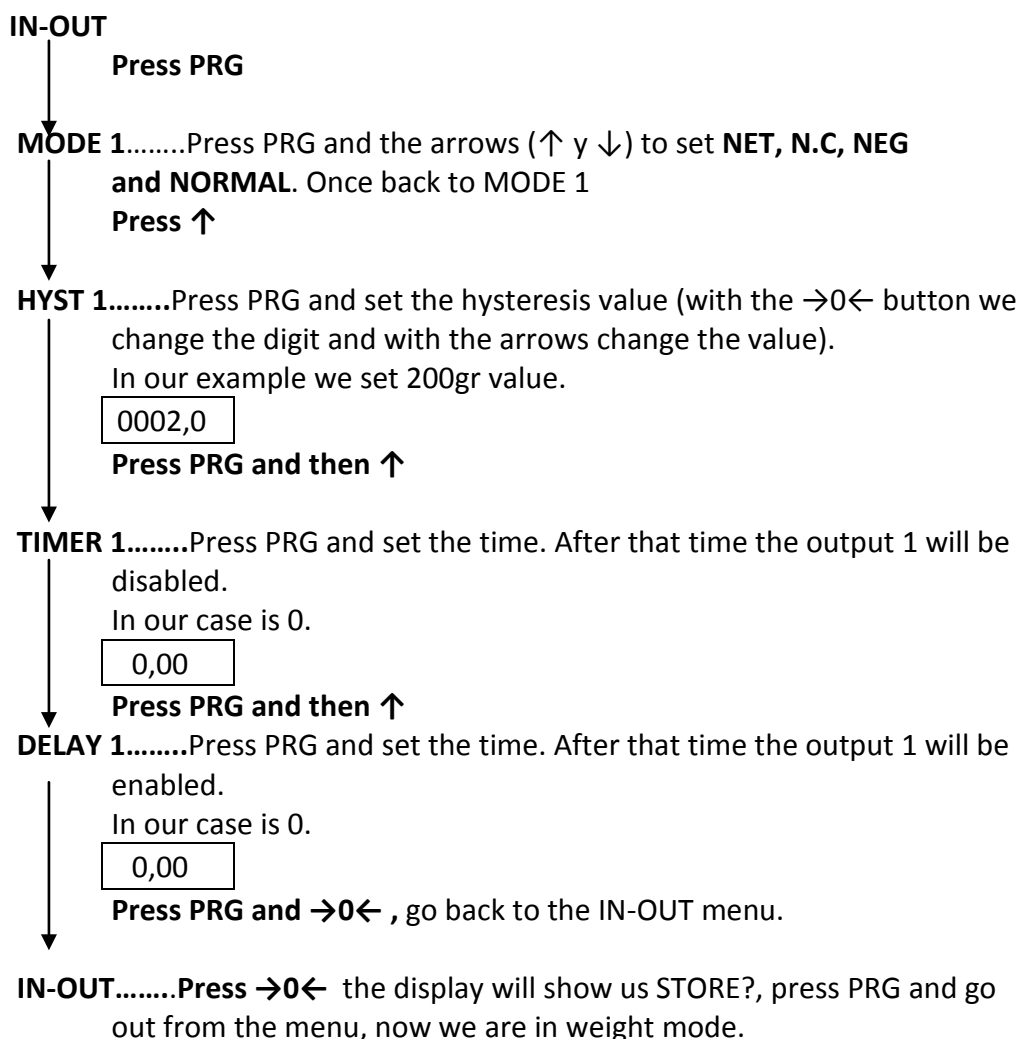 IN-OUT
Press PRG
MODE 1........Press PRG and the arrows (↑ y ↓) to set NET, N.C, NEG
and NORMAL. Once back to MODE 1
Press ↑
HYST 1........Press PRG and set the hysteresis value (with the →0← button we
change the digit and with the arrows change the value).
In our example we set 200gr value.
0002,0
Press PRG and then ↑
TIMER 1........Press PRG and set the time. After that time the output 1 will be
disabled.
In our case is 0.
0,00
Press PRG and then ↑
DELAY 1........Press PRG and set the time. After that time the output 1 will be
enabled.
In our case is 0.
0,00
Press PRG and →0← , go back to the IN-OUT menu.
IN-OUT........Press →0← the display will show us STORE?, press PRG and go
out from the menu, now we are in weight mode.